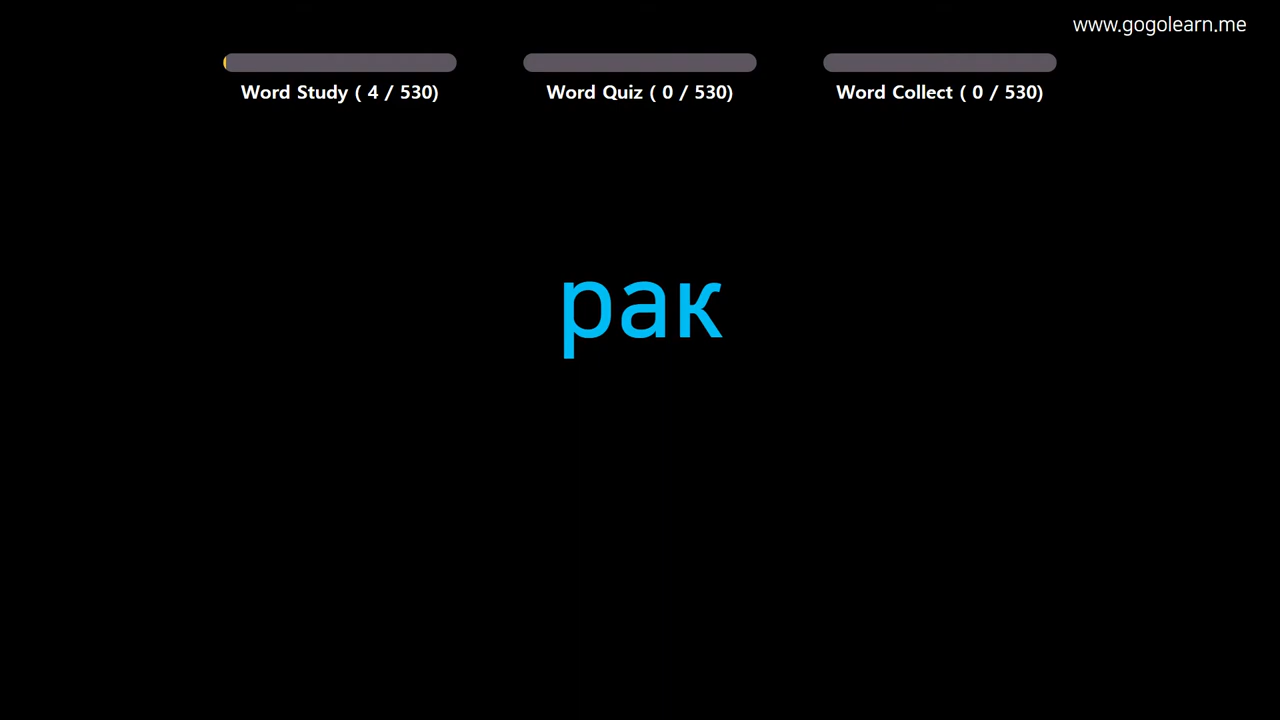 www.gogolearn.me
Word Study ( 4 / 530)
Word Quiz ( 0 / 530)
Word Collect ( 0 / 530)
рак